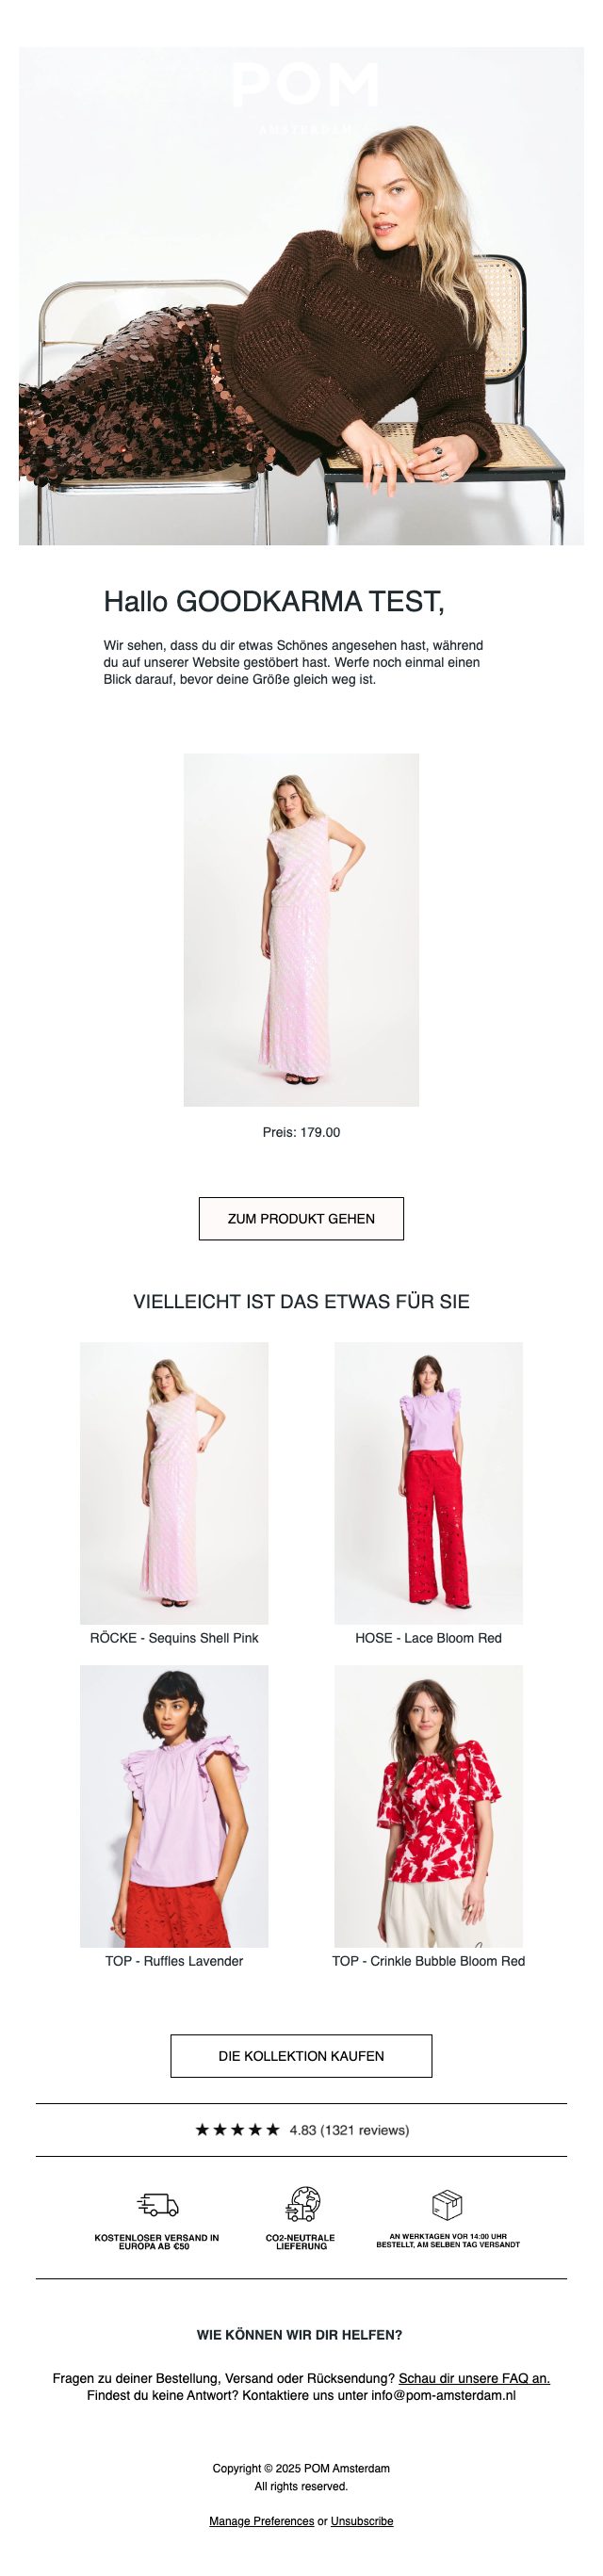 POM
AMSTERDAM
Hallo GOODKARMA TEST,
Wir sehen, dass du dir etwas Schönes angesehen hast, während
du auf unserer Website gestöbert hast. Werfe noch einmal einen
Blick darauf, bevor deine Größe gleich weg ist.
Preis: 179.00
ZUM PRODUKT GEHEN
VIELLEICHT IST DAS ETWAS FÜR SIE
RÖCKE - Sequins Shell Pink
HOSE - Lace Bloom Red
TOP - Ruffles Lavender
TOP - Crinkle Bubble Bloom Red
DIE KOLLEKTION KAUFEN
★★★★★ 4.83 (1321 reviews)
KOSTENLOSER VERSAND IN
EUROPA AB €50
CO2-NEUTRALE
LIEFERUNG
AN WERKTAGEN VOR 14:00 UHR
BESTELLT, AM SELBEN TAG VERSANDT
WIE KÖNNEN WIR DIR HELFEN?
Fragen zu deiner Bestellung, Versand oder Rücksendung? Schau dir unsere FAQ an.
Findest du keine Antwort? Kontaktiere uns unter info@pom-amsterdam.nl
Copyright © 2025 POM Amsterdam
All rights reserved.
Manage Preferences or Unsubscribe